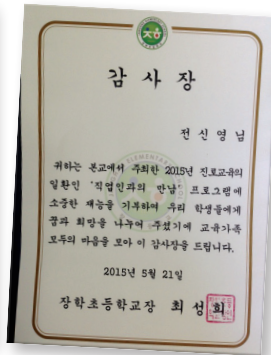 감사장
전신영님
귀하는 본교에서 주최한 2015년 진로교육의
일환인 "직업인과의 만남" 프로그램에
소중한 재능을 기부하여 우리 학생들에게
꿈과 희망을 나누어 주셨기에 교육가족
모두의 마음을 모아 이 감사장을 드립니다.
2015년 5월 21일
장학초등학교장 최성희